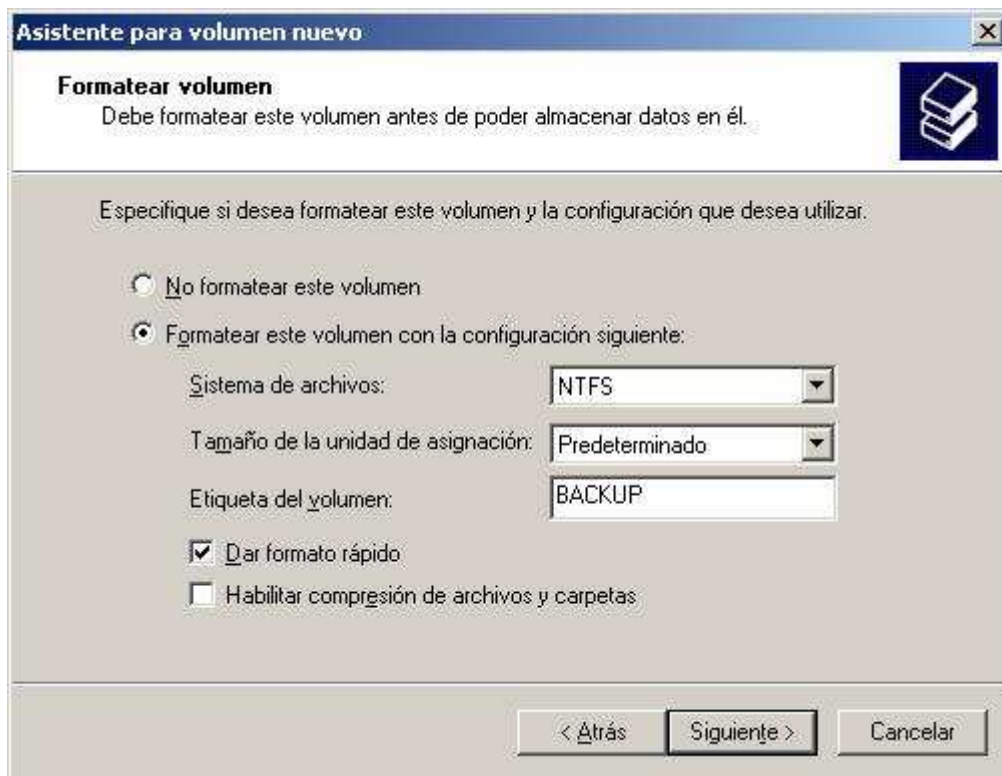 Asistente para volumen nuevo
Formatear volumen
Debe formatear este volumen antes de poder almacenar datos en él.
Especifique si desea formatear este volumen y la configuración que desea utilizar.
No formatear este volumen
Formatear este volumen con la configuración siguiente:
Sistema de archivos: NTFS
Tamaño de la unidad de asignación: Predeterminado
Etiqueta del volumen: BACKUP
Dar formato rápido
Habilitar compresión de archivos y carpetas
< Atrás Siguiente > Cancelar